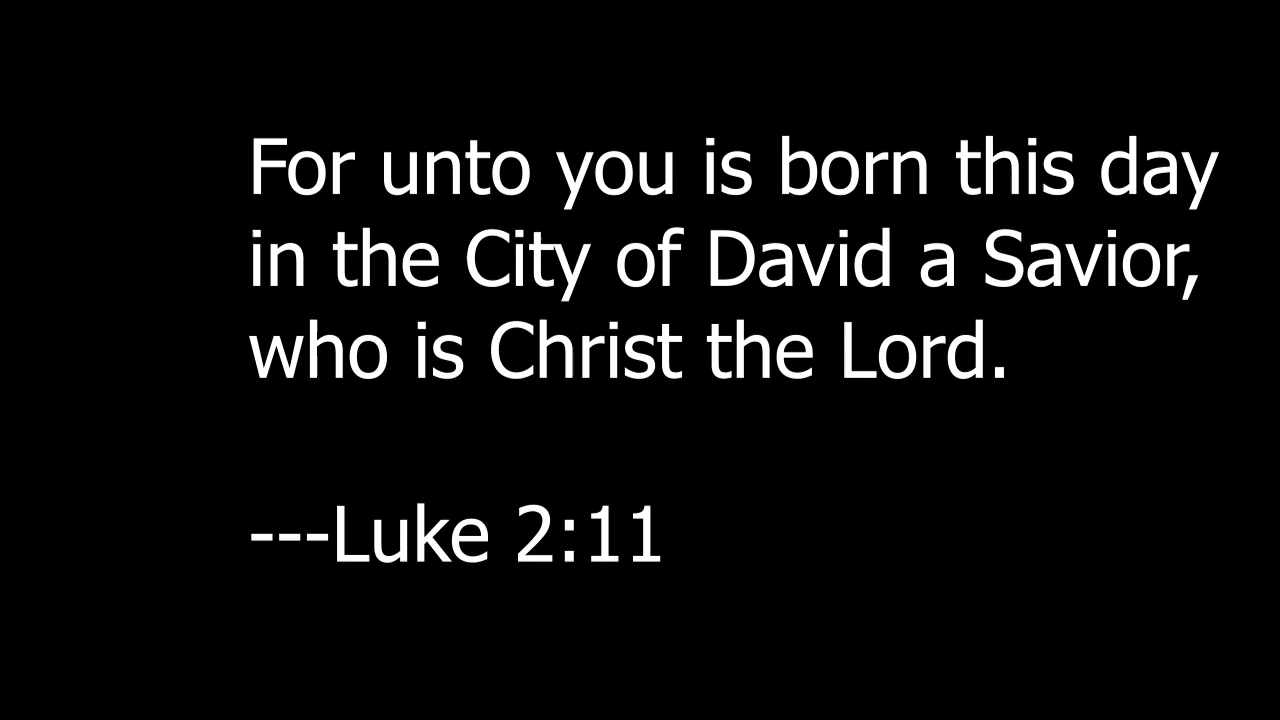 For unto you is born this day
in the City of David a Savior,
who is Christ the Lord.
---Luke 2:11